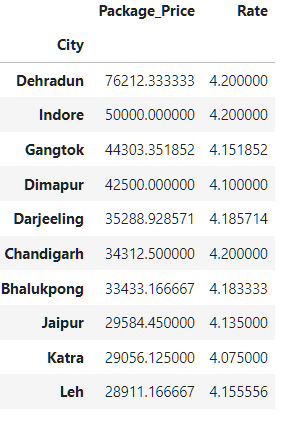 Package_Price Rate
City
Dehradun 76212.333333 4.200000
Indore 50000.000000 4.200000
Gangtok 44303.351852 4.151852
Dimapur 42500.000000 4.100000
Darjeeling 35288.928571 4.185714
Chandigarh 34312.500000 4.200000
Bhalukpong 33433.166667 4.183333
Jaipur 29584.450000 4.135000
Katra 29056.125000 4.075000
Leh 28911.166667 4.155556